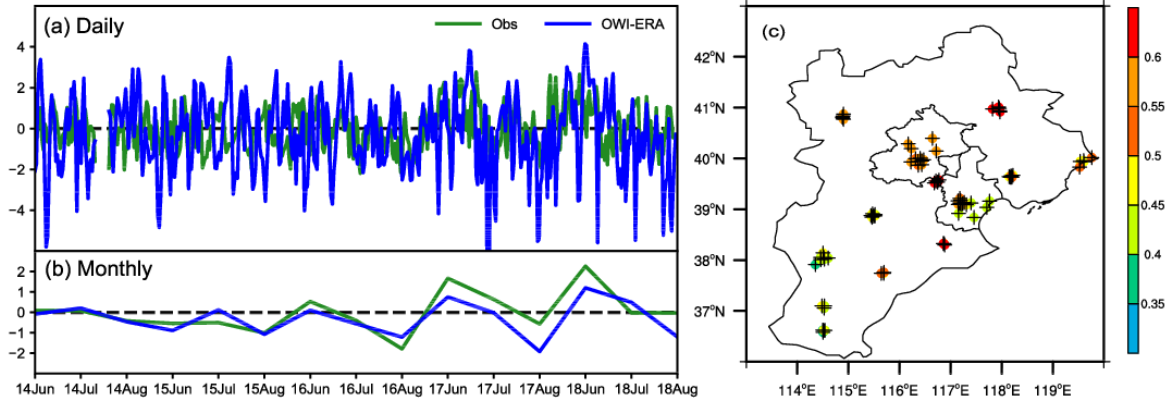 (a) Daily
Obs
OWI-ERA
4
2
0
−2
−4
(b) Monthly
2
1
0
−1
−2
14Jun 14Jul 14Aug 15Jun 15Jul 15Aug 16Jun 16Jul 16Aug 17Jun 17Jul 17Aug 18Jun 18Jul 18Aug
(c)
42°N
41°N
40°N
39°N
38°N
37°N
114°E 115°E 116°E 117°E 118°E 119°E
0.6
0.55
0.5
0.45
0.4
0.35